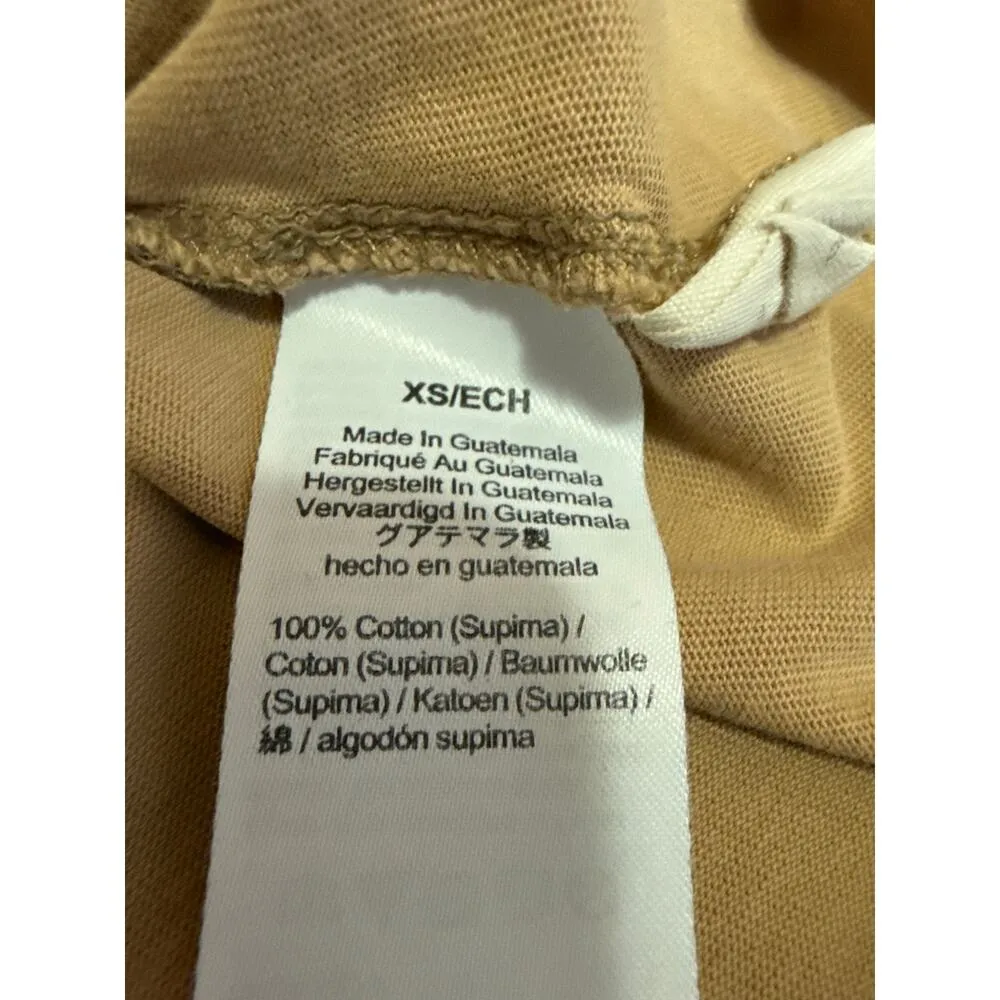 XS/ECH
Made In Guatemala
Fabriqué Au Guatemala
Hergestellt In Guatemala
Vervaardigd In Guatemala
グアテマラ製
hecho en guatemala
100% Cotton (Supima) /
Coton (Supima) / Baumwolle
(Supima) / Katoen (Supima) /
綿 / algodón supima